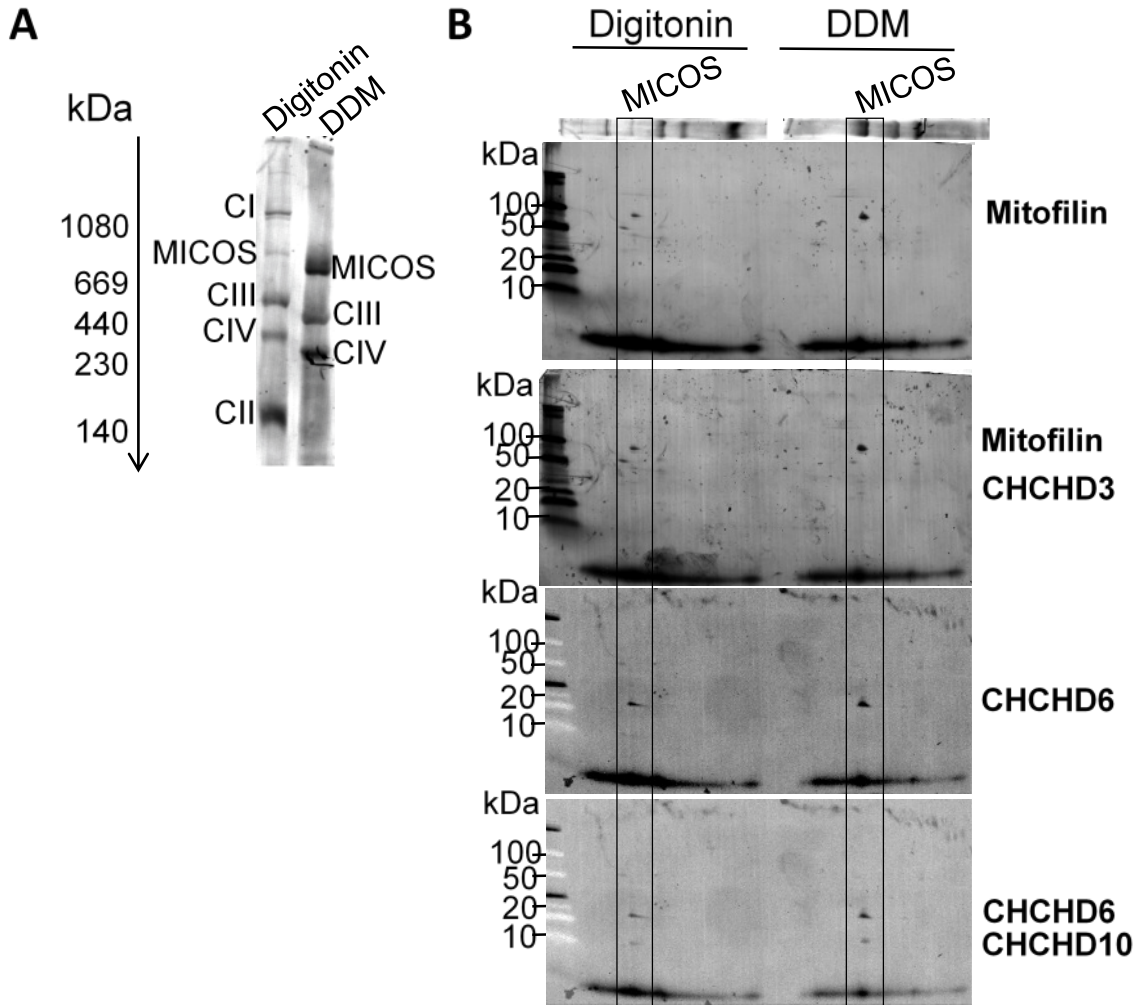 A
kDa
Digitonin
DDM
CI
1080
MICOS
MICOS
669
CIII
CIII
440
CIV
CIV
230
CII
140
B
Digitonin
DDM
MICOS
MICOS
kDa
100
50
20
10
Mitofilin
kDa
100
50
20
10
Mitofilin
CHCHD3
kDa
100
50
20
10
CHCHD6
kDa
100
50
20
10
CHCHD6
CHCHD10